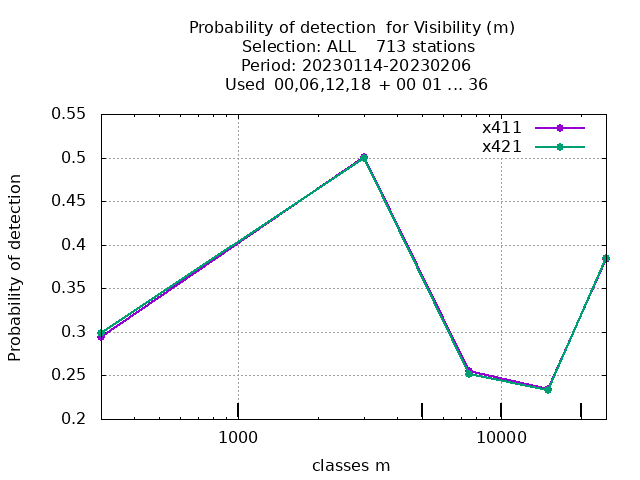 Probability of detection for Visibility (m)
Selection: ALL 713 stations
Period: 20230114-20230206
Used 00,06,12,18 + 00 01 ... 36
x411
x421
0.55
0.5
0.45
0.4
0.35
0.3
0.25
0.2
Probability of detection
1000 10000
classes m